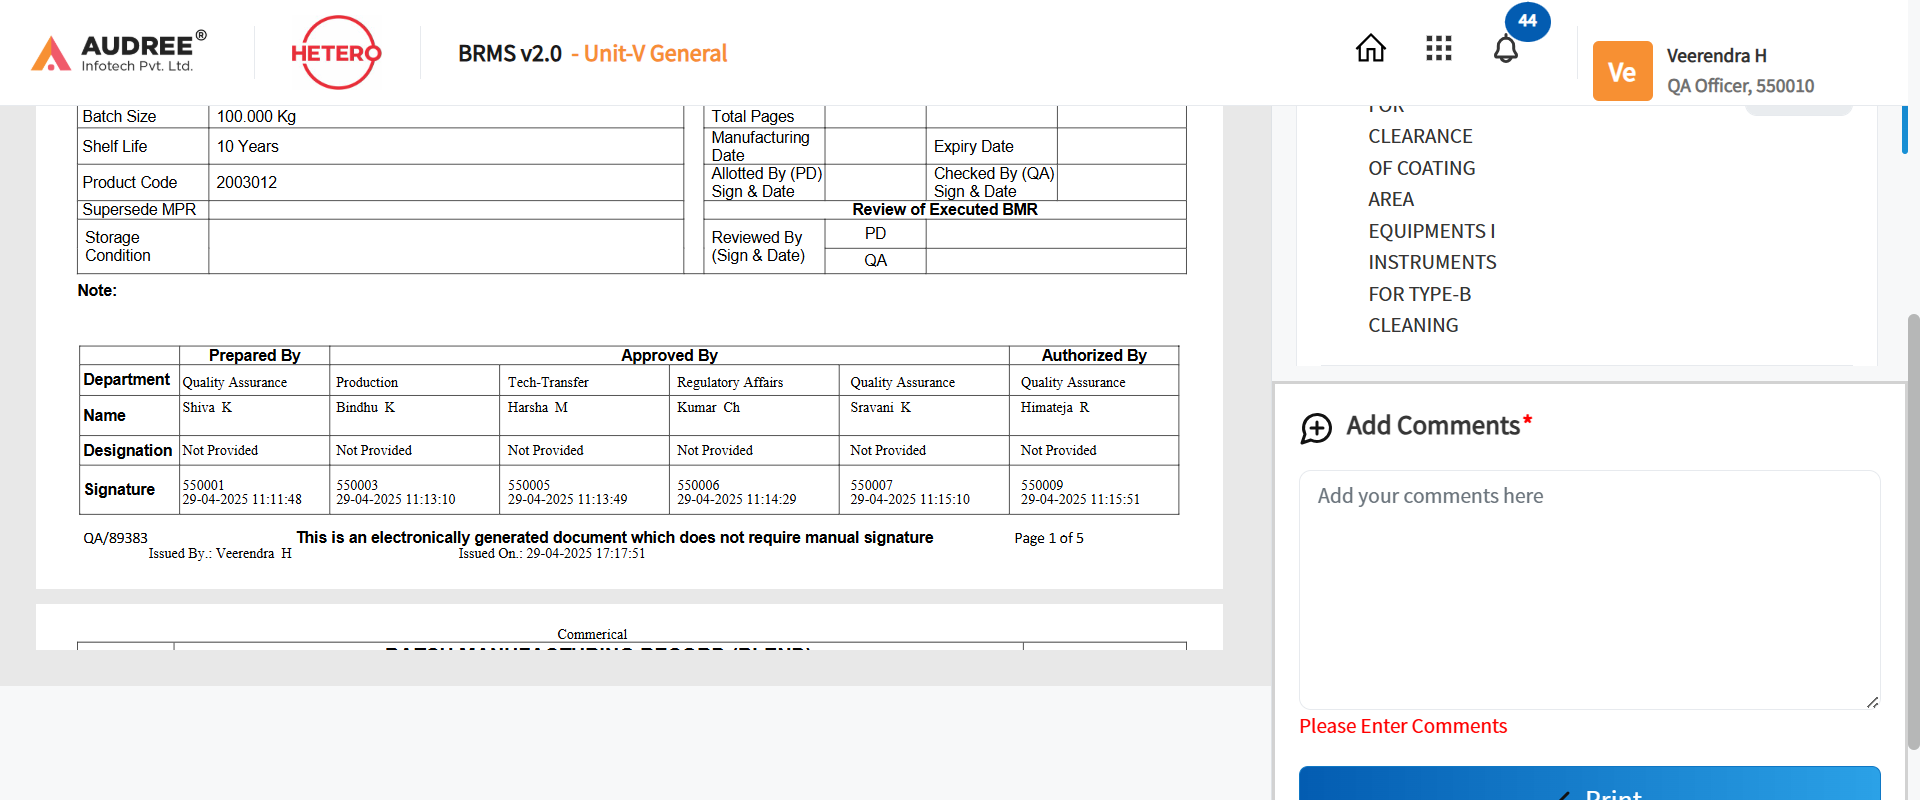 AUDREE®
Infotech Pvt. Ltd.
HETERO
BRMS v2.0 - Unit-V General
44
Ve
Veerendra H
QA Officer, 550010
Batch Size 100.000 Kg
Shelf Life 10 Years
Product Code 2003012
Supersede MPR
Storage
Condition
Total Pages
Manufacturing
Date
Expiry Date
Allotted By (PD)
Sign & Date
Checked By (QA)
Sign & Date
Review of Executed BMR
Reviewed By
(Sign & Date)
PD
QA
Note:
Prepared By Approved By Authorized By
Department Quality Assurance Production Tech-Transfer Regulatory Affairs Quality Assurance Quality Assurance
Name Shiva K Bindhu K Harsha M Kumar Ch Sravani K Himateja R
Designation Not Provided Not Provided Not Provided Not Provided Not Provided Not Provided
Signature 550001 550003 550005 550006 550007 550009
29-04-2025 11:11:48 29-04-2025 11:13:10 29-04-2025 11:13:49 29-04-2025 11:14:29 29-04-2025 11:15:10 29-04-2025 11:15:51
QA/89383 This is an electronically generated document which does not require manual signature Page 1 of 5
Issued By.: Veerendra H Issued On.: 29-04-2025 17:17:51
Commerical
BATCH MANUFACTURING RECORD (BLEND)
FOR
CLEARANCE
OF COATING
AREA
EQUIPMENTS I
INSTRUMENTS
FOR TYPE-B
CLEANING
Add Comments*
Add your comments here
Please Enter Comments
Print